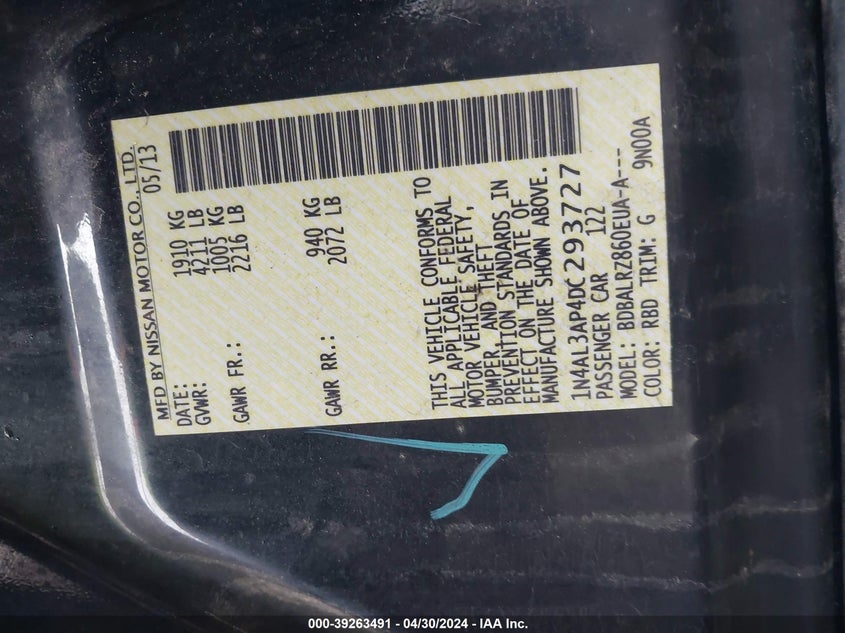 MFD BY NISSAN MOTOR CO., LTD.
DATE: 05/13
GVWR: 1910 KG
4211 LB
GAWR FR.: 1005 KG
2216 LB
GAWR RR.: 940 KG
2072 LB
THIS VEHICLE CONFORMS TO
ALL APPLICABLE FEDERAL
MOTOR VEHICLE SAFETY,
BUMPER, AND THEFT
PREVENTION STANDARDS IN
EFFECT ON THE DATE OF
MANUFACTURE SHOWN ABOVE.
1N4AL3AP4DC293727
PASSENGER CAR 122
MODEL: BDBALRZ860EUA-A---
COLOR: RBD TRIM: G 9N00A
000-39263491 - 04/30/2024 - IAA Inc.